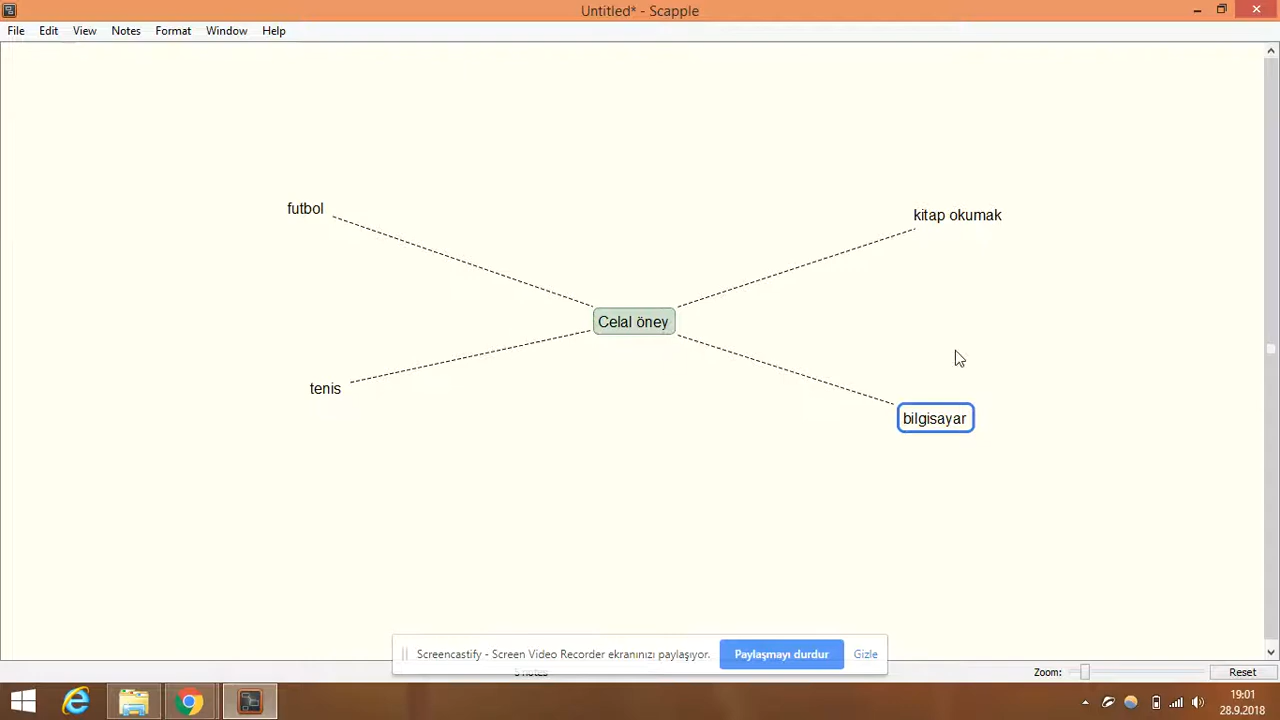 Untitled* - Scapple
File Edit View Notes Format Window Help
futbol
kitap okumak
Celal öney
tenis
bilgisayar
Screencastify - Screen Video Recorder ekranınızı paylaşıyor. Paylaşmayı durdur Gizle
notes
Zoom: Reset
19:01
28.9.2018